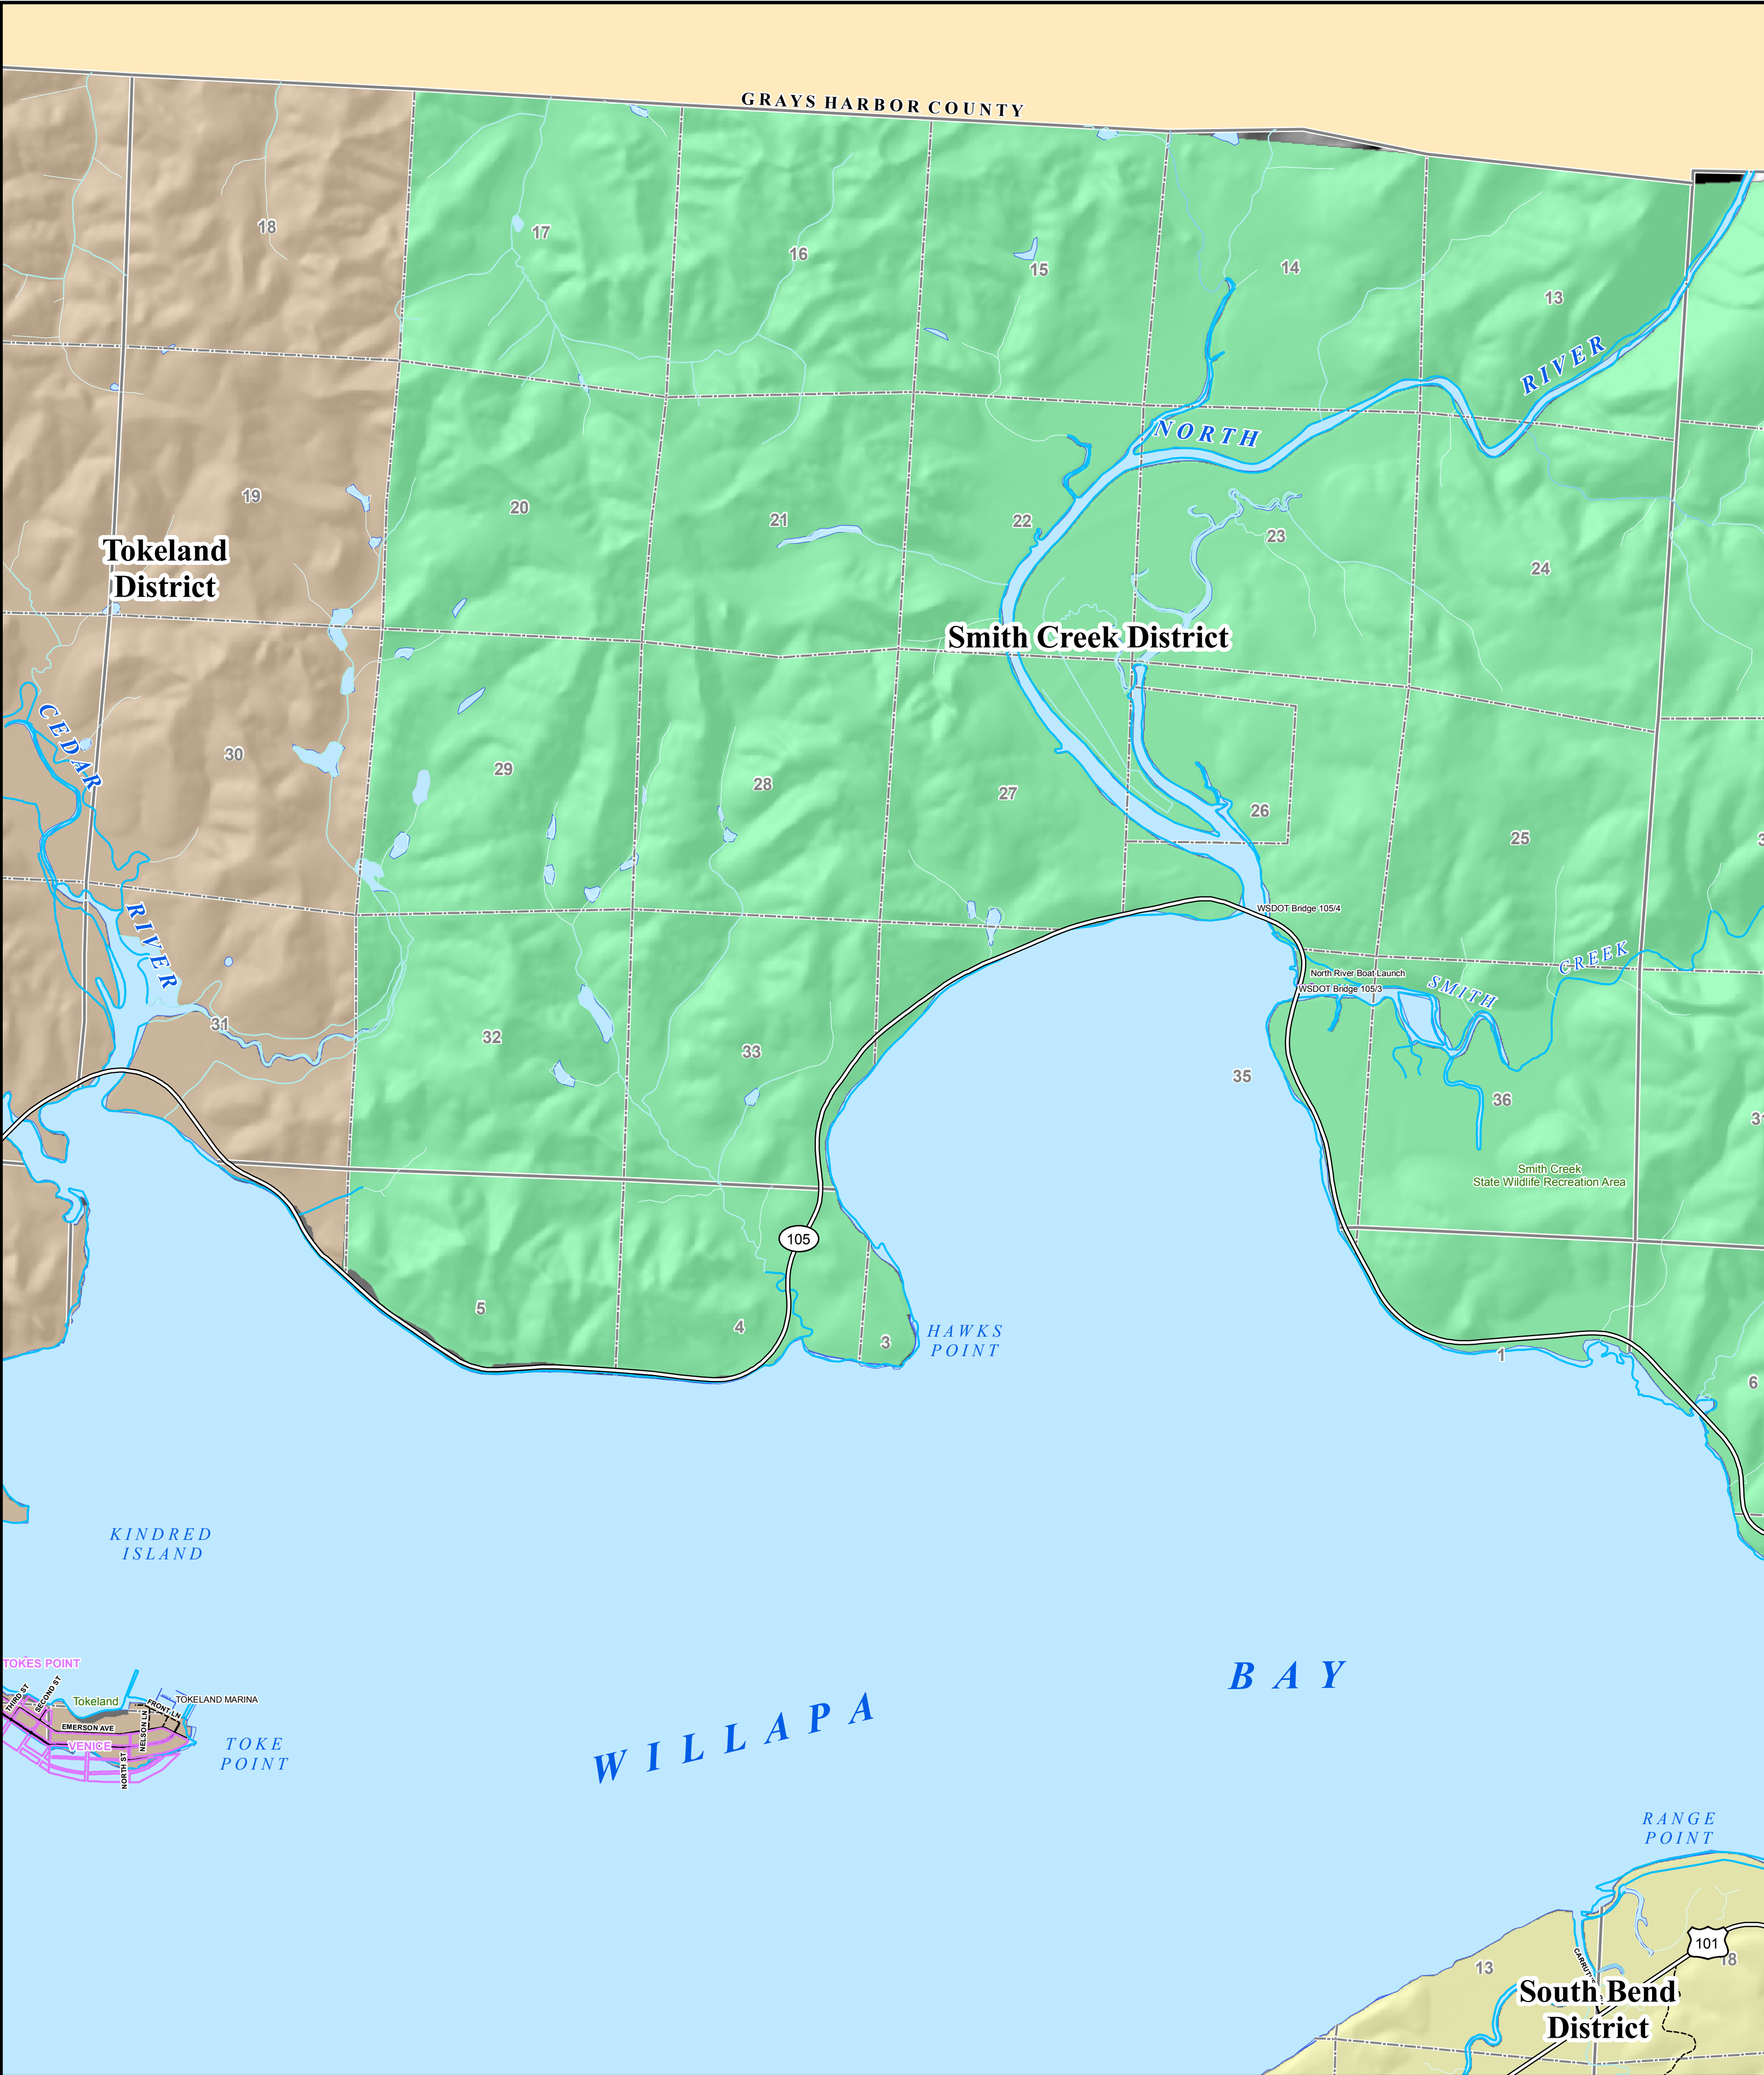 GRAYS HARBOR COUNTY
18
17
16
15
14
13
RIVER
NORTH
19
20
21
22
23
24
Tokeland
District
Smith Creek District
CEDAR
30
29
28
27
26
25
RIVER
WSDOT Bridge 105/4
CREEK
North River Boat Launch
SMITH
WSDOT Bridge 105/3
31
32
33
35
36
Smith Creek
State Wildlife Recreation Area
105
5
4
3
HAWKS
POINT
1
6
KINDRED
ISLAND
TOKES POINT
THIRD ST
SECOND ST
Tokeland
FRONT LN
TOKELAND MARINA
EMERSON AVE
NELSON LN
VENICE
NORTH ST
TOKE
POINT
WILLAPA
BAY
RANGE
POINT
101
13
18
South Bend
District